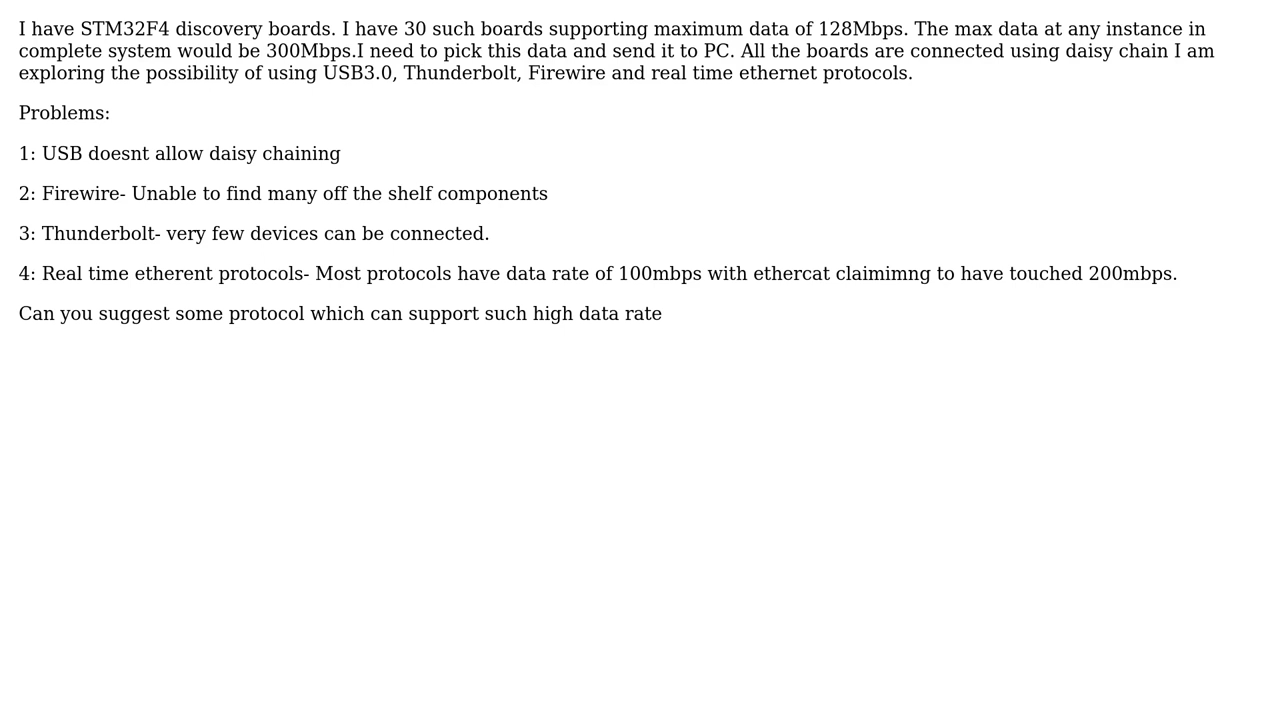 I have STM32F4 discovery boards. I have 30 such boards supporting maximum data of 128Mbps. The max data at any instance in
complete system would be 300Mbps.I need to pick this data and send it to PC. All the boards are connected using daisy chain I am
exploring the possibility of using USB3.0, Thunderbolt, Firewire and real time ethernet protocols.
Problems:
1: USB doesnt allow daisy chaining
2: Firewire- Unable to find many off the shelf components
3: Thunderbolt- very few devices can be connected.
4: Real time etherent protocols- Most protocols have data rate of 100mbps with ethercat claimimng to have touched 200mbps.
Can you suggest some protocol which can support such high data rate